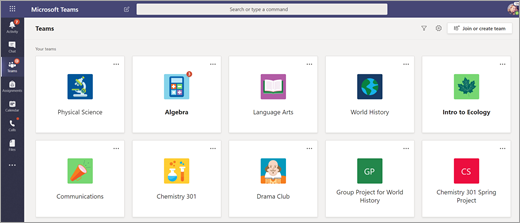 Microsoft Teams
Search or type a command
Activity
Chat
Teams
Assignments
Calendar
Calls
Files
Teams
Join or create team
Your teams
Physical Science
Algebra
Language Arts
World History
Intro to Ecology
Communications
Chemistry 301
Drama Club
GP
Group Project for World
History
CS
Chemistry 301 Spring
Project